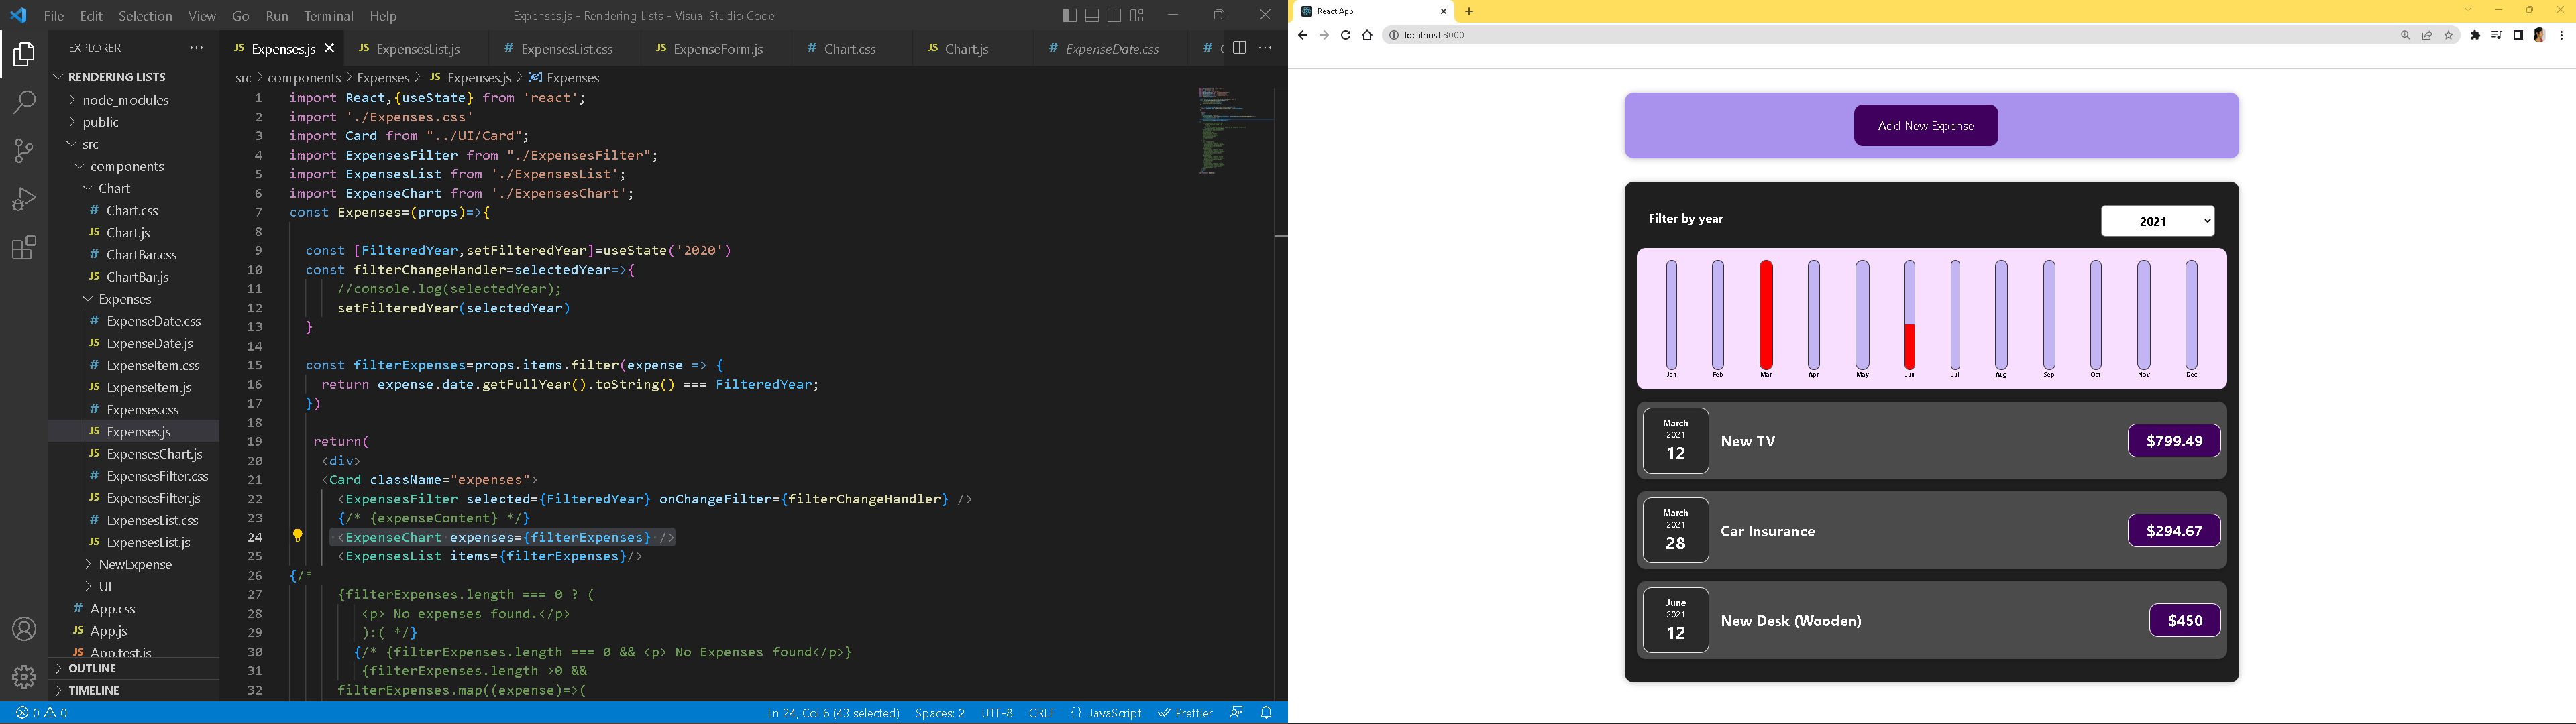 File Edit Selection View Go Run Terminal Help Expenses.js - Rendering Lists - Visual Studio Code
EXPLORER
RENDERING LISTS
node_modules
public
src
components
Chart
Chart.css
Chart.js
ChartBar.css
ChartBar.js
Expenses
ExpenseDate.css
ExpenseDate.js
ExpenseItem.css
ExpenseItem.js
Expenses.css
Expenses.js
ExpensesChart.js
ExpensesFilter.css
ExpensesFilter.js
ExpensesList.css
ExpensesList.js
NewExpense
UI
App.css
App.js
App.test.js
OUTLINE
TIMELINE
Expenses.js ExpensesList.js ExpensesList.css ExpenseForm.js Chart.css Chart.js ExpenseDate.css
src > components > Expenses > Expenses.js > Expenses
1 import React,{useState} from 'react';
2 import './Expenses.css'
3 import Card from "../UI/Card";
4 import ExpensesFilter from "./ExpensesFilter";
5 import ExpensesList from './ExpensesList';
6 import ExpenseChart from './ExpensesChart';
7 const Expenses=(props)=>{
8
9 const [FilteredYear,setFilteredYear]=useState('2020')
10 const filterChangeHandler=selectedYear=>{
11 //console.log(selectedYear);
12 setFilteredYear(selectedYear)
13 }
14
15 const filterExpenses=props.items.filter(expense => {
16 return expense.date.getFullYear().toString() === FilteredYear;
17 })
18
19 return(
20 <div>
21 <Card className="expenses">
22 <ExpensesFilter selected={FilteredYear} onChangeFilter={filterChangeHandler} />
23 {/* {expenseContent} */}
24 <ExpenseChart expenses={filterExpenses} />
25 <ExpensesList items={filterExpenses}/>
26 {/*
27 {filterExpenses.length === 0 ? (
28 <p> No expenses found.</p>
29 ):( */}
30 {/* {filterExpenses.length === 0 && <p> No Expenses found</p>}
31 {filterExpenses.length >0 &&
32 filterExpenses.map((expense)=>(
0 0 Ln 24, Col 6 (43 selected) Spaces: 2 UTF-8 CRLF {} JavaScript Prettier
React App
localhost:3000
Add New Expense
Filter by year 2021
Jan Feb Mar Apr May Jun Jul Aug Sep Oct Nov Dec
March
2021
12
New TV
$799.49
March
2021
28
Car Insurance
$294.67
June
2021
12
New Desk (Wooden)
$450